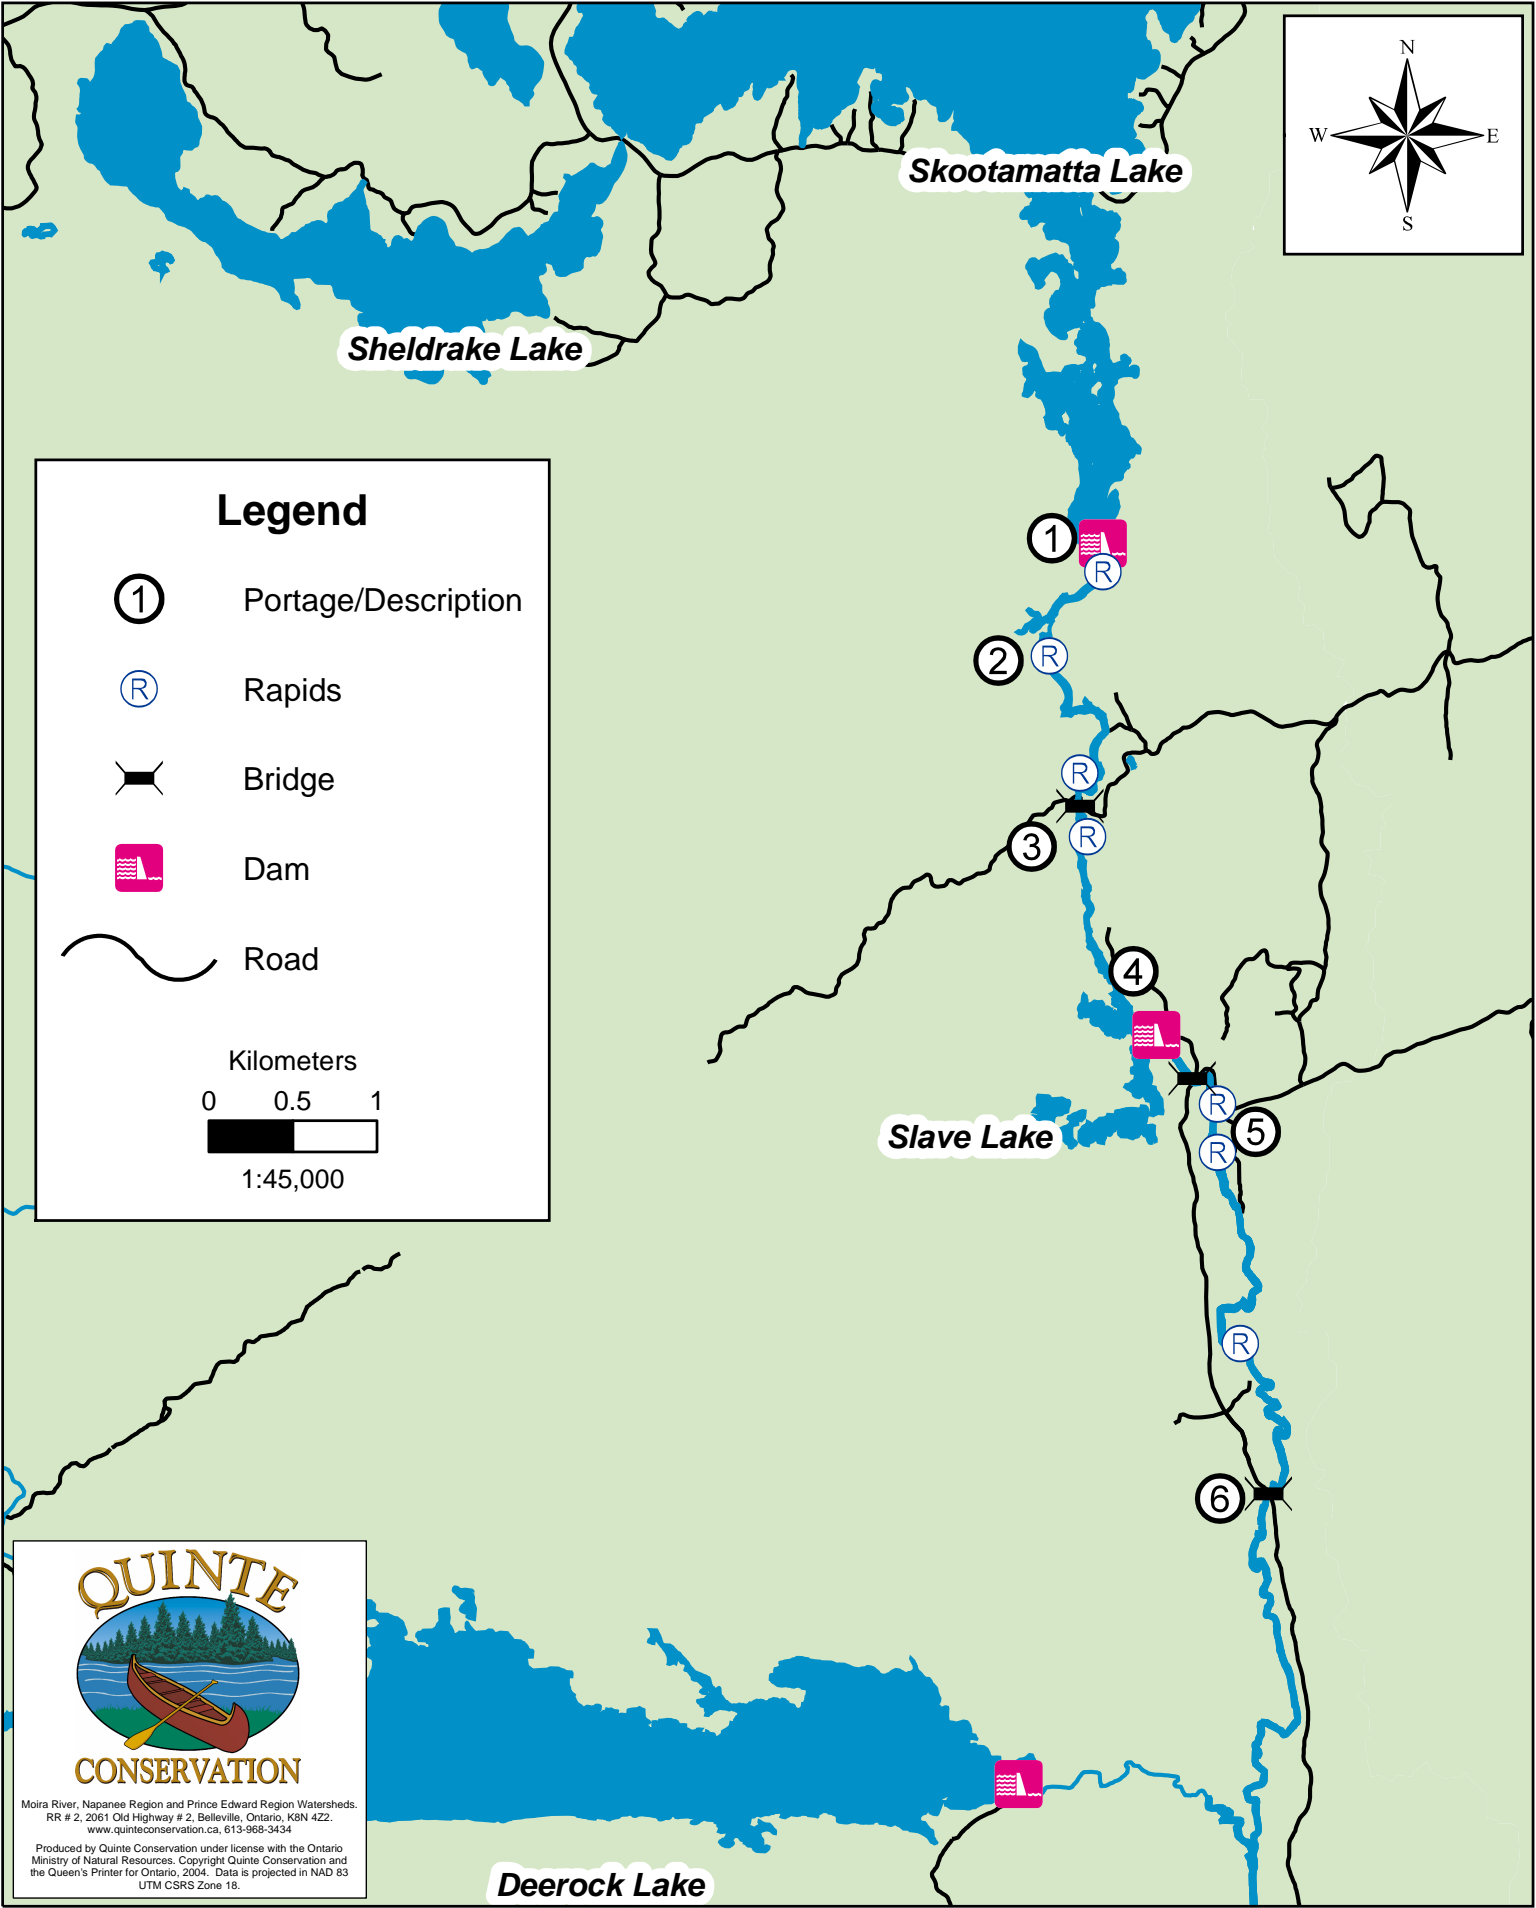 N
W E
S
Skootamatta Lake
Sheldrake Lake
Legend
1 Portage/Description
R Rapids
Bridge
Dam
Road
Kilometers
0 0.5 1
1:45,000
1
R
2
R
R
3
R
4
R
5
R
Slave Lake
R
6
QUINTE
CONSERVATION
Moira River, Napanee Region and Prince Edward Region Watersheds.
RR # 2, 2061 Old Highway # 2, Belleville, Ontario, K8N 4Z2.
www.quinteconservation.ca, 613-968-3434
Produced by Quinte Conservation under license with the Ontario
Ministry of Natural Resources. Copyright Quinte Conservation and
the Queen's Printer for Ontario, 2004. Data is projected in NAD 83
UTM CSRS Zone 18.
Deerock Lake